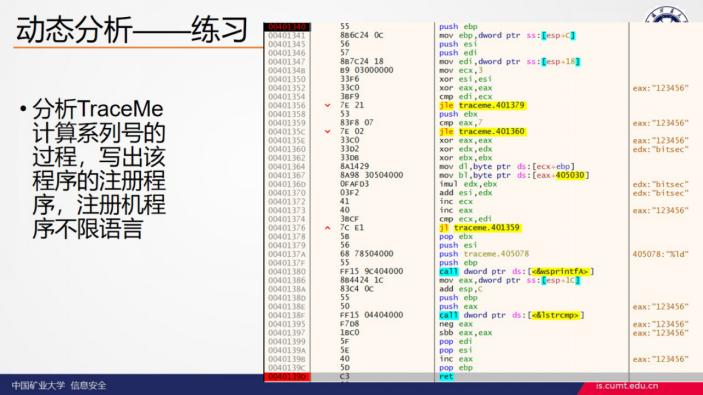 动态分析——练习
• 分析TraceMe
计算系列号的
过程，写出该
程序的注册程
序，注册机程
序不限语言
00401340 55 push ebp
00401341 8B6C24 0C mov ebp,dword ptr ss:[esp+C]
00401345 56 push esi
00401346 57 push edi
00401347 8B7C24 18 mov edi,dword ptr ss:[esp+18]
0040134B B9 03000000 mov ecx,3
00401350 33F6 xor esi,esi
00401352 33C0 xor eax,eax eax:"123456"
00401354 3BF9 cmp edi,ecx
00401356 7E 21 jle traceme.401379
00401358 53 push ebx
00401359 83F8 07 cmp eax,7 eax:"123456"
0040135C 7E 02 jle traceme.401360
0040135E 33C0 xor eax,eax eax:"123456"
00401360 33D2 xor edx,edx edx:"bitsec"
00401362 33DB xor ebx,ebx
00401364 8A1429 mov dl,byte ptr ds:[ecx+ebp]
00401367 8A98 30504000 mov bl,byte ptr ds:[eax+405030]
0040136D 0FAFD3 imul edx,ebx edx:"bitsec"
00401370 03F2 add esi,edx edx:"bitsec"
00401372 41 inc ecx
00401373 40 inc eax eax:"123456"
00401374 3BCF cmp ecx,edi
00401376 7C E1 jl traceme.401359
00401378 5B pop ebx
00401379 56 push esi
0040137A 68 78504000 push traceme.405078 405078:"%ld"
0040137F 55 push ebp
00401380 FF15 9C404000 call dword ptr ds:[<&wsprintfA>]
00401386 8B4424 1C mov eax,dword ptr ss:[esp+1C]
0040138A 83C4 0C add esp,C
0040138D 55 push ebp
0040138E 50 push eax eax:"123456"
0040138F FF15 04404000 call dword ptr ds:[<&lstrcmp>]
00401395 F7D8 neg eax eax:"123456"
00401397 1BC0 sbb eax,eax eax:"123456"
00401399 5F pop edi
0040139A 5E pop esi
0040139B 40 inc eax eax:"123456"
0040139C 5D pop ebp
0040139D C3 ret
中国矿业大学 信息安全
is.cumt.edu.cn